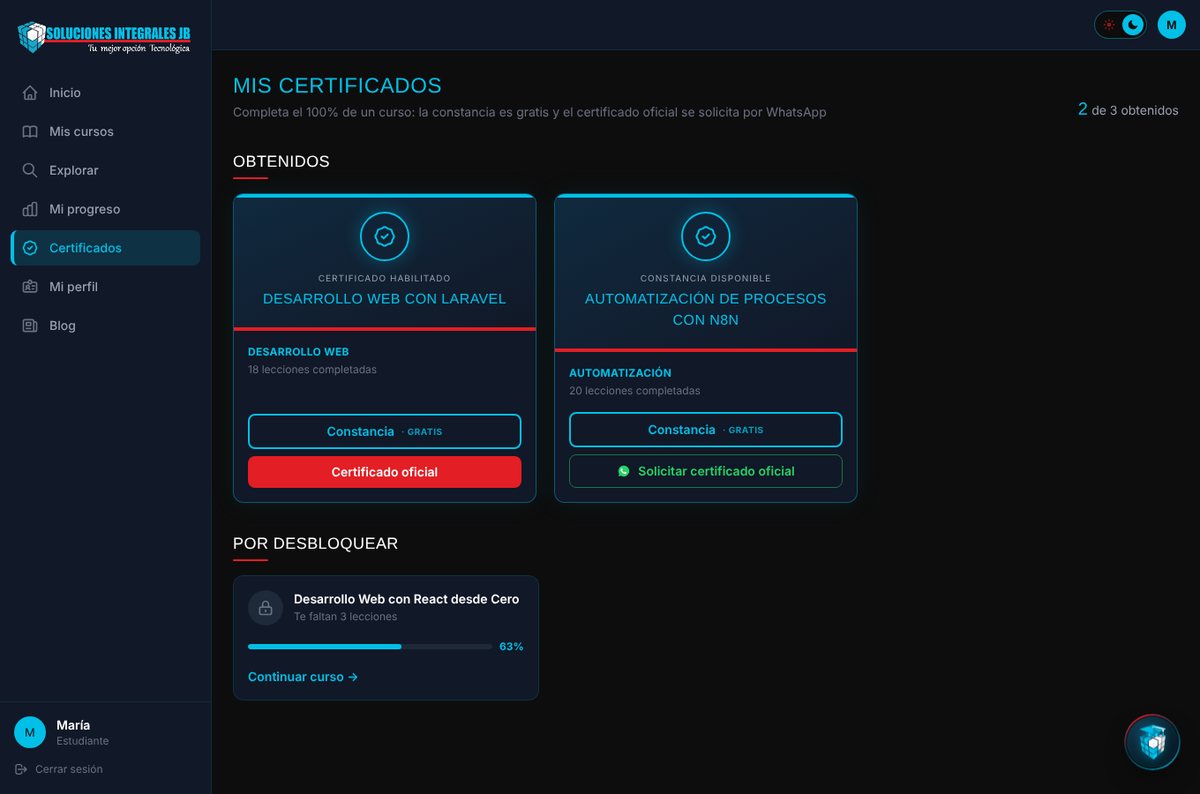 SOLUCIONES INTEGRALES JB
Tu mejor opción Tecnológica
Inicio
Mis cursos
Explorar
Mi progreso
Certificados
Mi perfil
Blog
María
M
Estudiante
Cerrar sesión
M
MIS CERTIFICADOS
Completa el 100% de un curso: la constancia es gratis y el certificado oficial se solicita por WhatsApp
2 de 3 obtenidos
OBTENIDOS
CERTIFICADO HABILITADO
DESARROLLO WEB CON LARAVEL
DESARROLLO WEB
18 lecciones completadas
Constancia · GRATIS
Certificado oficial
CONSTANCIA DISPONIBLE
AUTOMATIZACIÓN DE PROCESOS
CON N8N
AUTOMATIZACIÓN
20 lecciones completadas
Constancia · GRATIS
Solicitar certificado oficial
POR DESBLOQUEAR
Desarrollo Web con React desde Cero
Te faltan 3 lecciones
63%
Continuar curso →